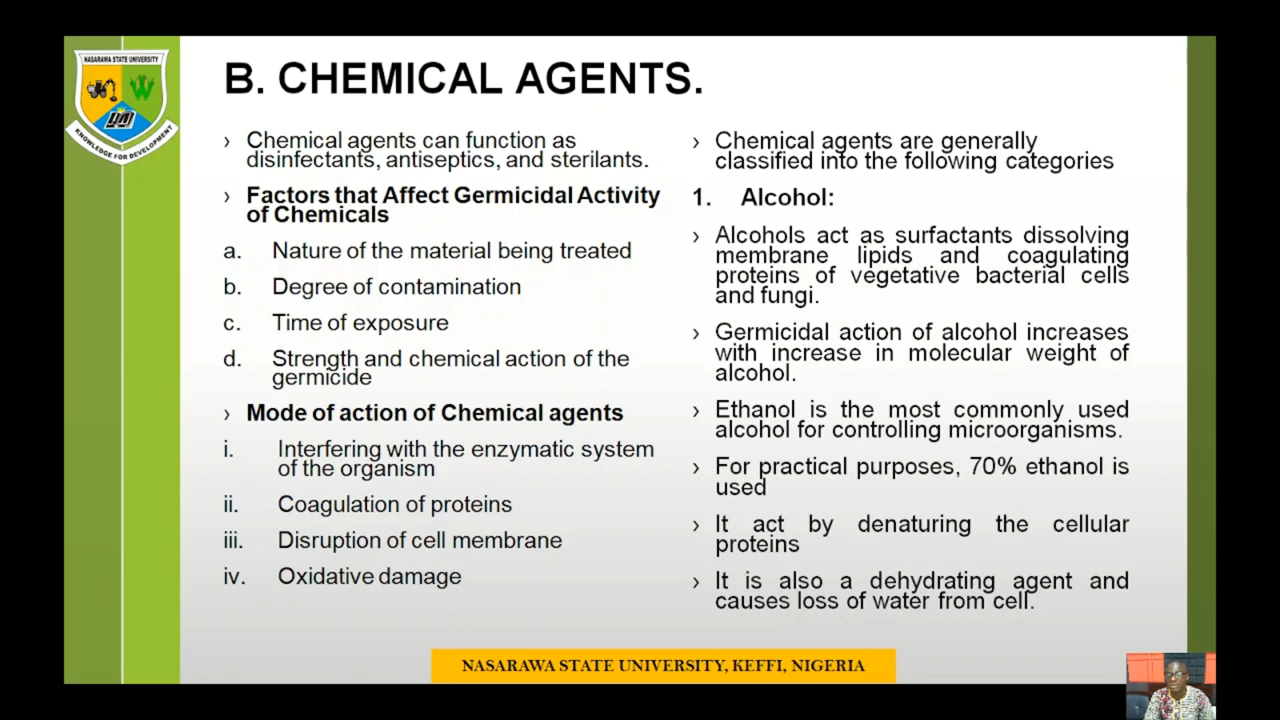 NASARAWA STATE UNIVERSITY
KNOWLEDGE FOR DEVELOPMENT
B. CHEMICAL AGENTS.
› Chemical agents can function as
disinfectants, antiseptics, and sterilants.
› Factors that Affect Germicidal Activity
of Chemicals
a. Nature of the material being treated
b. Degree of contamination
c. Time of exposure
d. Strength and chemical action of the
germicide
› Mode of action of Chemical agents
i. Interfering with the enzymatic system
of the organism
ii. Coagulation of proteins
iii. Disruption of cell membrane
iv. Oxidative damage
› Chemical agents are generally
classified into the following categories
1. Alcohol:
› Alcohols act as surfactants dissolving
membrane lipids and coagulating
proteins of vegetative bacterial cells
and fungi.
› Germicidal action of alcohol increases
with increase in molecular weight of
alcohol.
› Ethanol is the most commonly used
alcohol for controlling microorganisms.
› For practical purposes, 70% ethanol is
used
› It act by denaturing the cellular
proteins
› It is also a dehydrating agent and
causes loss of water from cell.
NASARAWA STATE UNIVERSITY, KEFFI, NIGERIA